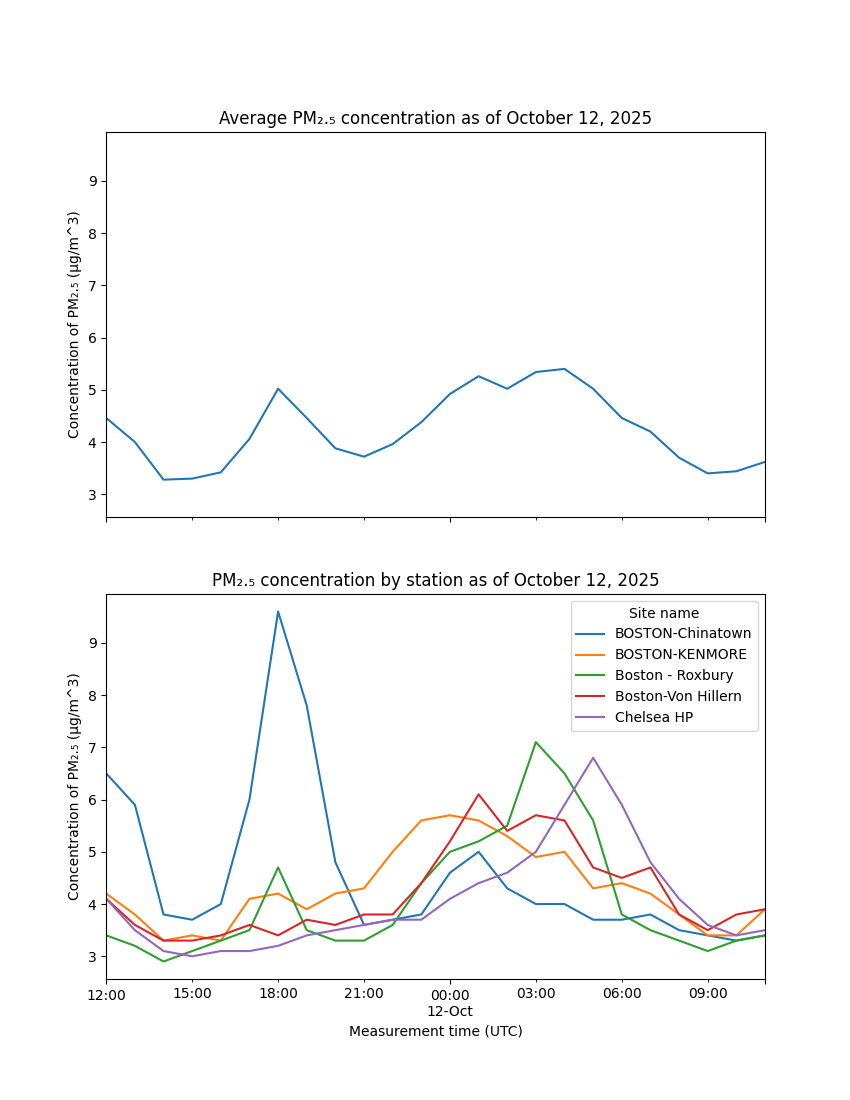 Average PM₂.₅ concentration as of October 12, 2025
Concentration of PM₂.₅ (µg/m^3)
9
8
7
6
5
4
3
PM₂.₅ concentration by station as of October 12, 2025
Concentration of PM₂.₅ (µg/m^3)
9
8
7
6
5
4
3
Site name
BOSTON-Chinatown
BOSTON-KENMORE
Boston - Roxbury
Boston-Von Hillern
Chelsea HP
12:00 15:00 18:00 21:00 00:00 03:00 06:00 09:00
12-Oct
Measurement time (UTC)